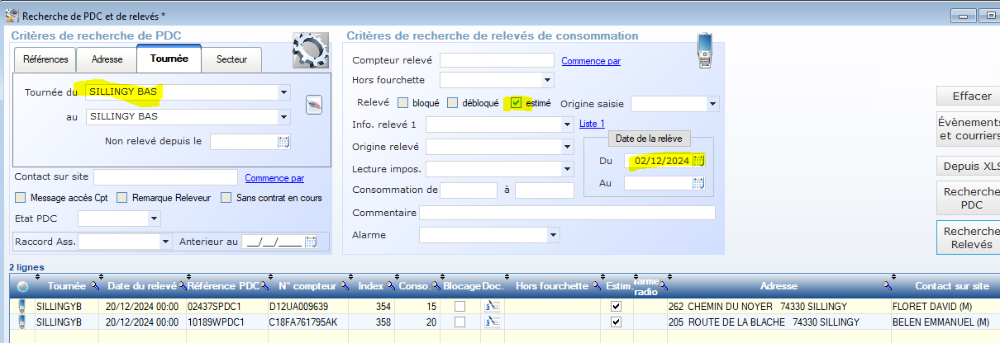 Recherche de PDC et de relevés *
Critères de recherche de PDC
Références Adresse Tournée Secteur
Tournée du SILLINGY BAS
au SILLINGY BAS
Non relevé depuis le
Contact sur site Commence par
Message accès Cpt Remarque Releveur Sans contrat en cours
Etat PDC
Raccord Ass. Anterieur au __/__/____
Critères de recherche de relevés de consommation
Compteur relevé Commence par
Hors fourchette
Relevé bloqué débloqué estimé Origine saisie
Info. relevé 1 Liste 1
Origine relevé
Lecture impos.
Consommation de à
Date de la relève
Du 02/12/2024
Au
Commentaire
Alarme
Effacer
Évènements
et courriers
Depuis XLS
Recherche
PDC
Recherche
Relevés
2 lignes
Tournée Date du relevé Référence PDC N° compteur Index Conso. Blocage Doc. Hors fourchette Estim. larme radio Adresse Contact sur site
SILLINGYB 20/12/2024 00:00 02437SPDC1 D12UA009639 354 15 262 CHEMIN DU NOYER 74330 SILLINGY FLORET DAVID (M)
SILLINGYB 20/12/2024 00:00 10189WPDC1 C18FA761795AK 358 20 205 ROUTE DE LA BLACHE 74330 SILLINGY BELEN EMMANUEL (M)